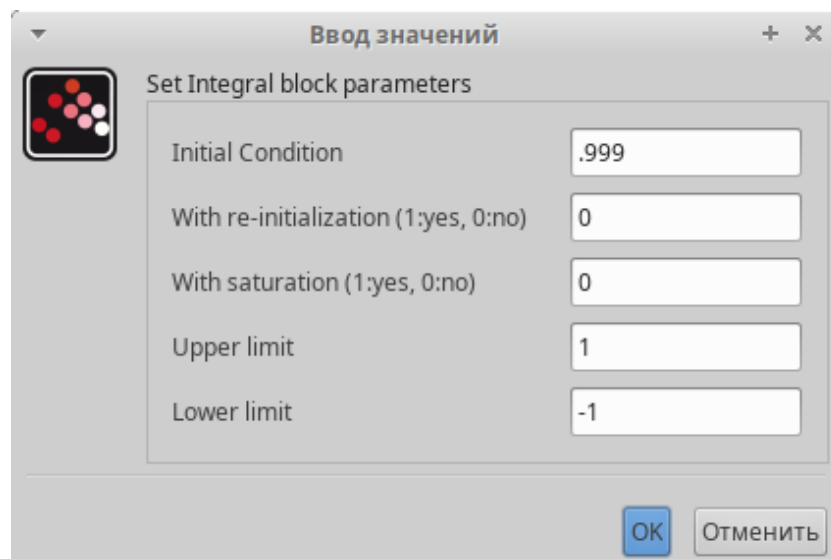 Ввод значений
Set Integral block parameters
Initial Condition .999
With re-initialization (1:yes, 0:no) 0
With saturation (1:yes, 0:no) 0
Upper limit 1
Lower limit -1
OK Отменить